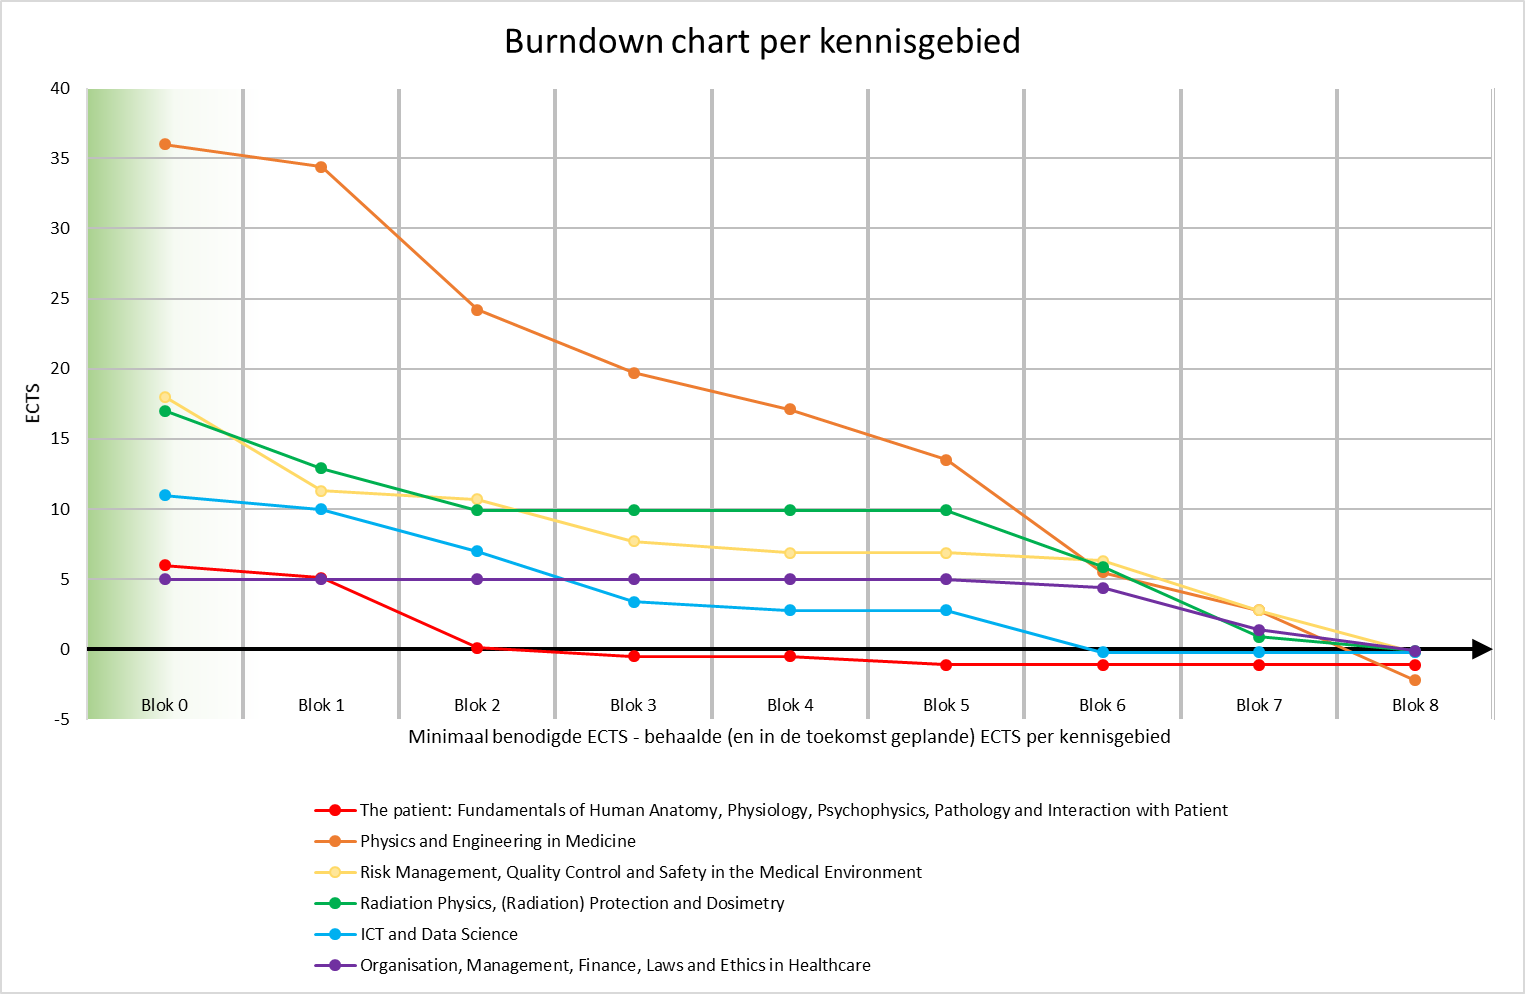 Burndown chart per kennisgebied
40
35
30
25
20
15
10
5
0
-5
ECTS
Blok 0 Blok 1 Blok 2 Blok 3 Blok 4 Blok 5 Blok 6 Blok 7 Blok 8
Minimaal benodigde ECTS - behaalde (en in de toekomst geplande) ECTS per kennisgebied
The patient: Fundamentals of Human Anatomy, Physiology, Psychophysics, Pathology and Interaction with Patient
Physics and Engineering in Medicine
Risk Management, Quality Control and Safety in the Medical Environment
Radiation Physics, (Radiation) Protection and Dosimetry
ICT and Data Science
Organisation, Management, Finance, Laws and Ethics in Healthcare